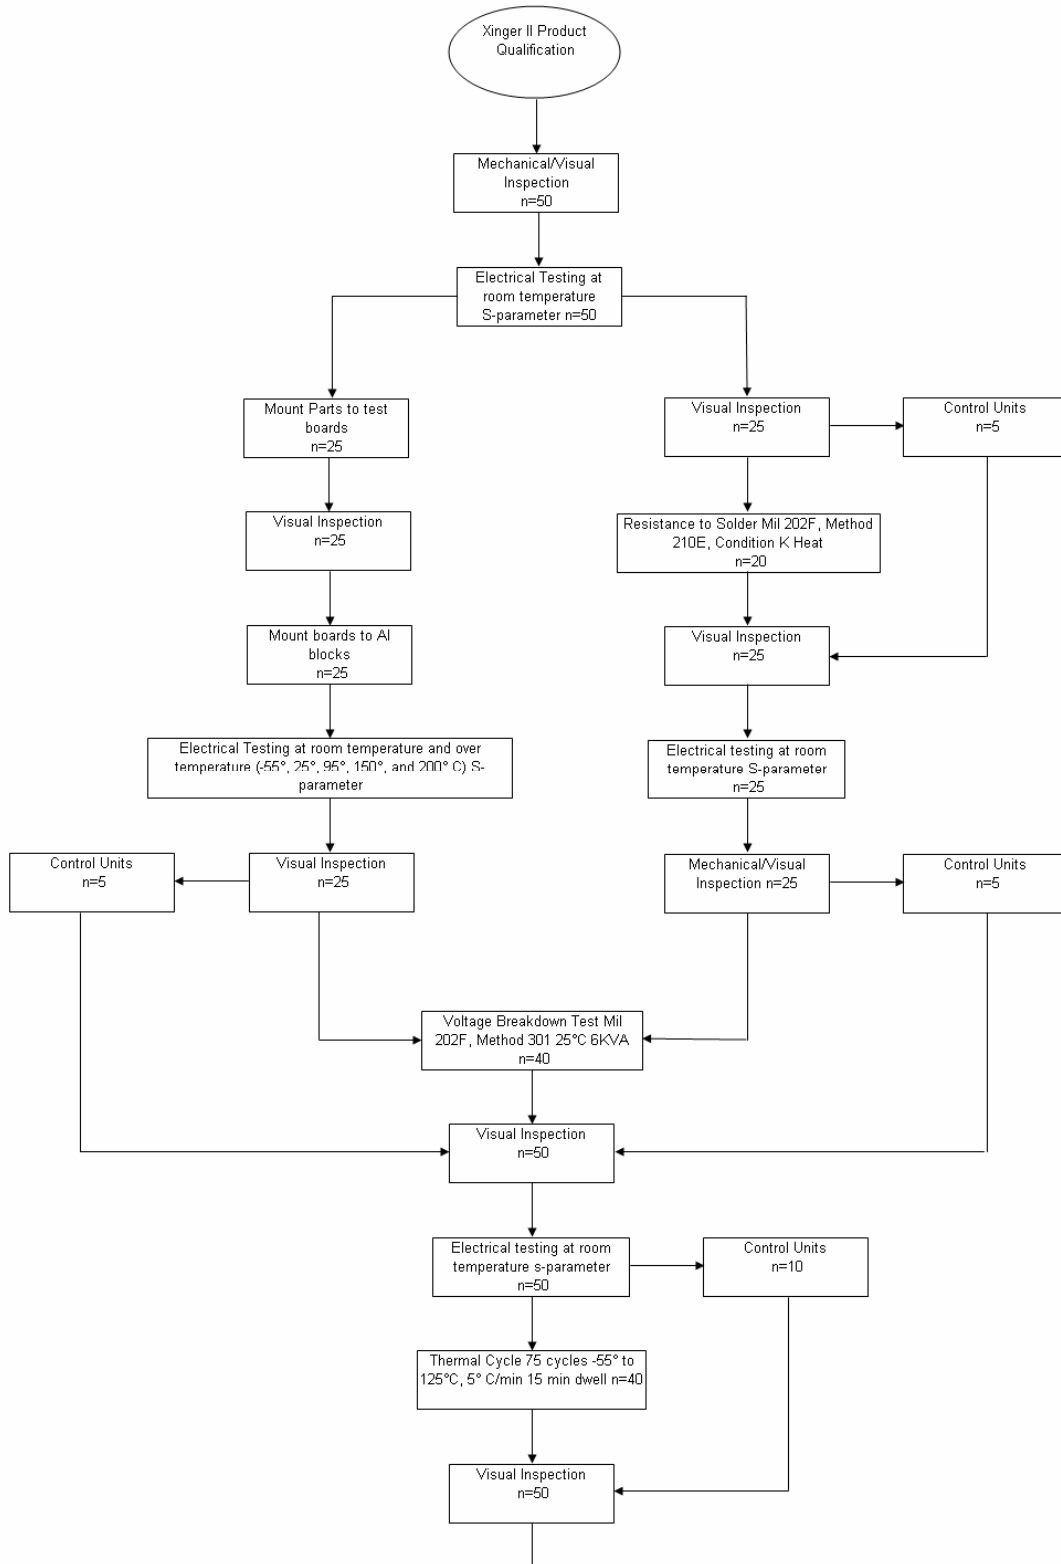 Xinger II Product
Qualification
Mechanical/Visual
Inspection
n=50
Electrical Testing at
room temperature
S-parameter n=50
Mount Parts to test
boards
n=25
Visual Inspection
n=25
Control Units
n=5
Visual Inspection
n=25
Resistance to Solder Mil 202F, Method
210E, Condition K Heat
n=20
Mount boards to Al
blocks
n=25
Visual Inspection
n=25
Electrical Testing at room temperature and over
temperature (-55°, 25°, 95°, 150°, and 200° C) S-
parameter
Electrical testing at room
temperature S-parameter
n=25
Control Units
n=5
Visual Inspection
n=25
Mechanical/Visual
Inspection n=25
Control Units
n=5
Voltage Breakdown Test Mil
202F, Method 301 25°C 6KVA
n=40
Visual Inspection
n=50
Electrical testing at room
temperature s-parameter
n=50
Control Units
n=10
Thermal Cycle 75 cycles -55° to
125°C, 5° C/min 15 min dwell n=40
Visual Inspection
n=50